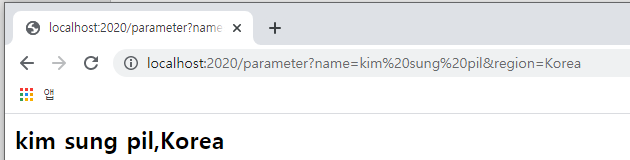 localhost:2020/parameter?name
localhost:2020/parameter?name=kim%20sung%20pil&region=Korea
앱
kim sung pil,Korea